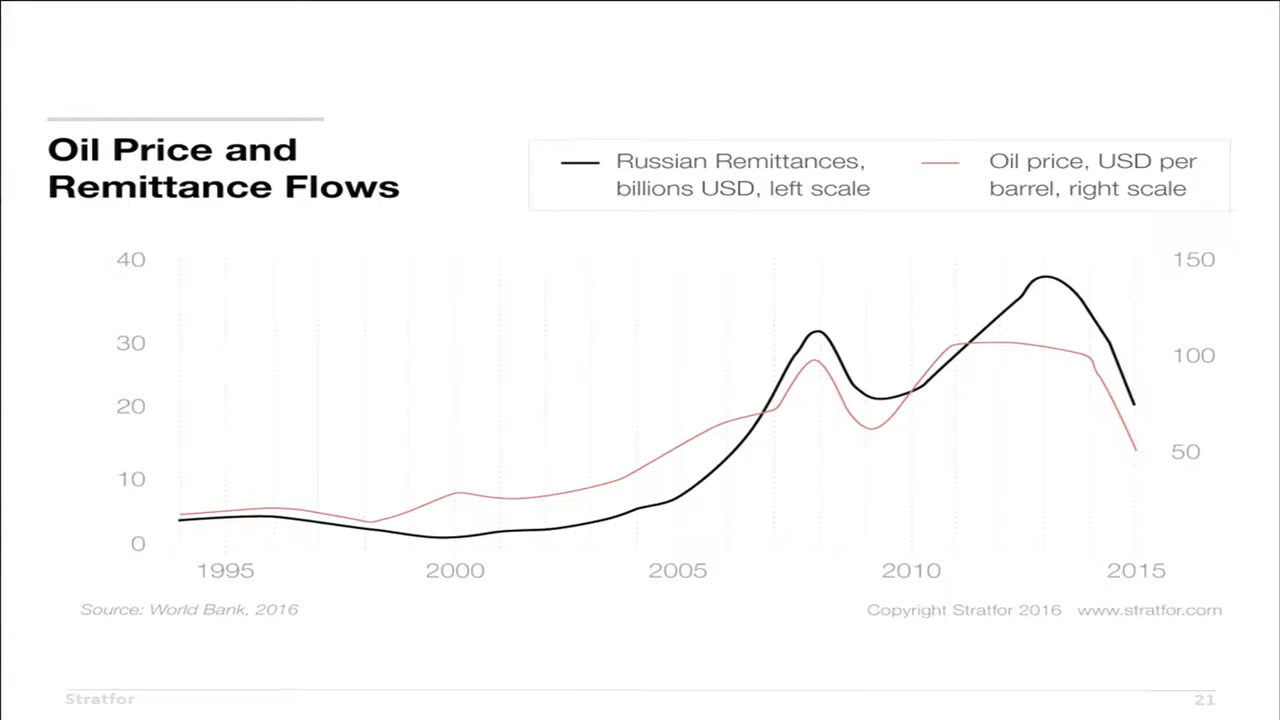 Oil Price and
Remittance Flows
Russian Remittances,
billions USD, left scale
Oil price, USD per
barrel, right scale
40
30
20
10
0
150
100
50
1995
2000
2005
2010
2015
Source: World Bank, 2016
Copyright Stratfor 2016 www.stratfor.com
Stratfor
21